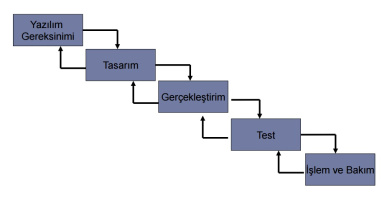 Yazılım
Gereksinimi
Tasarım
Gerçekleştirim
Test
İşlem ve Bakım